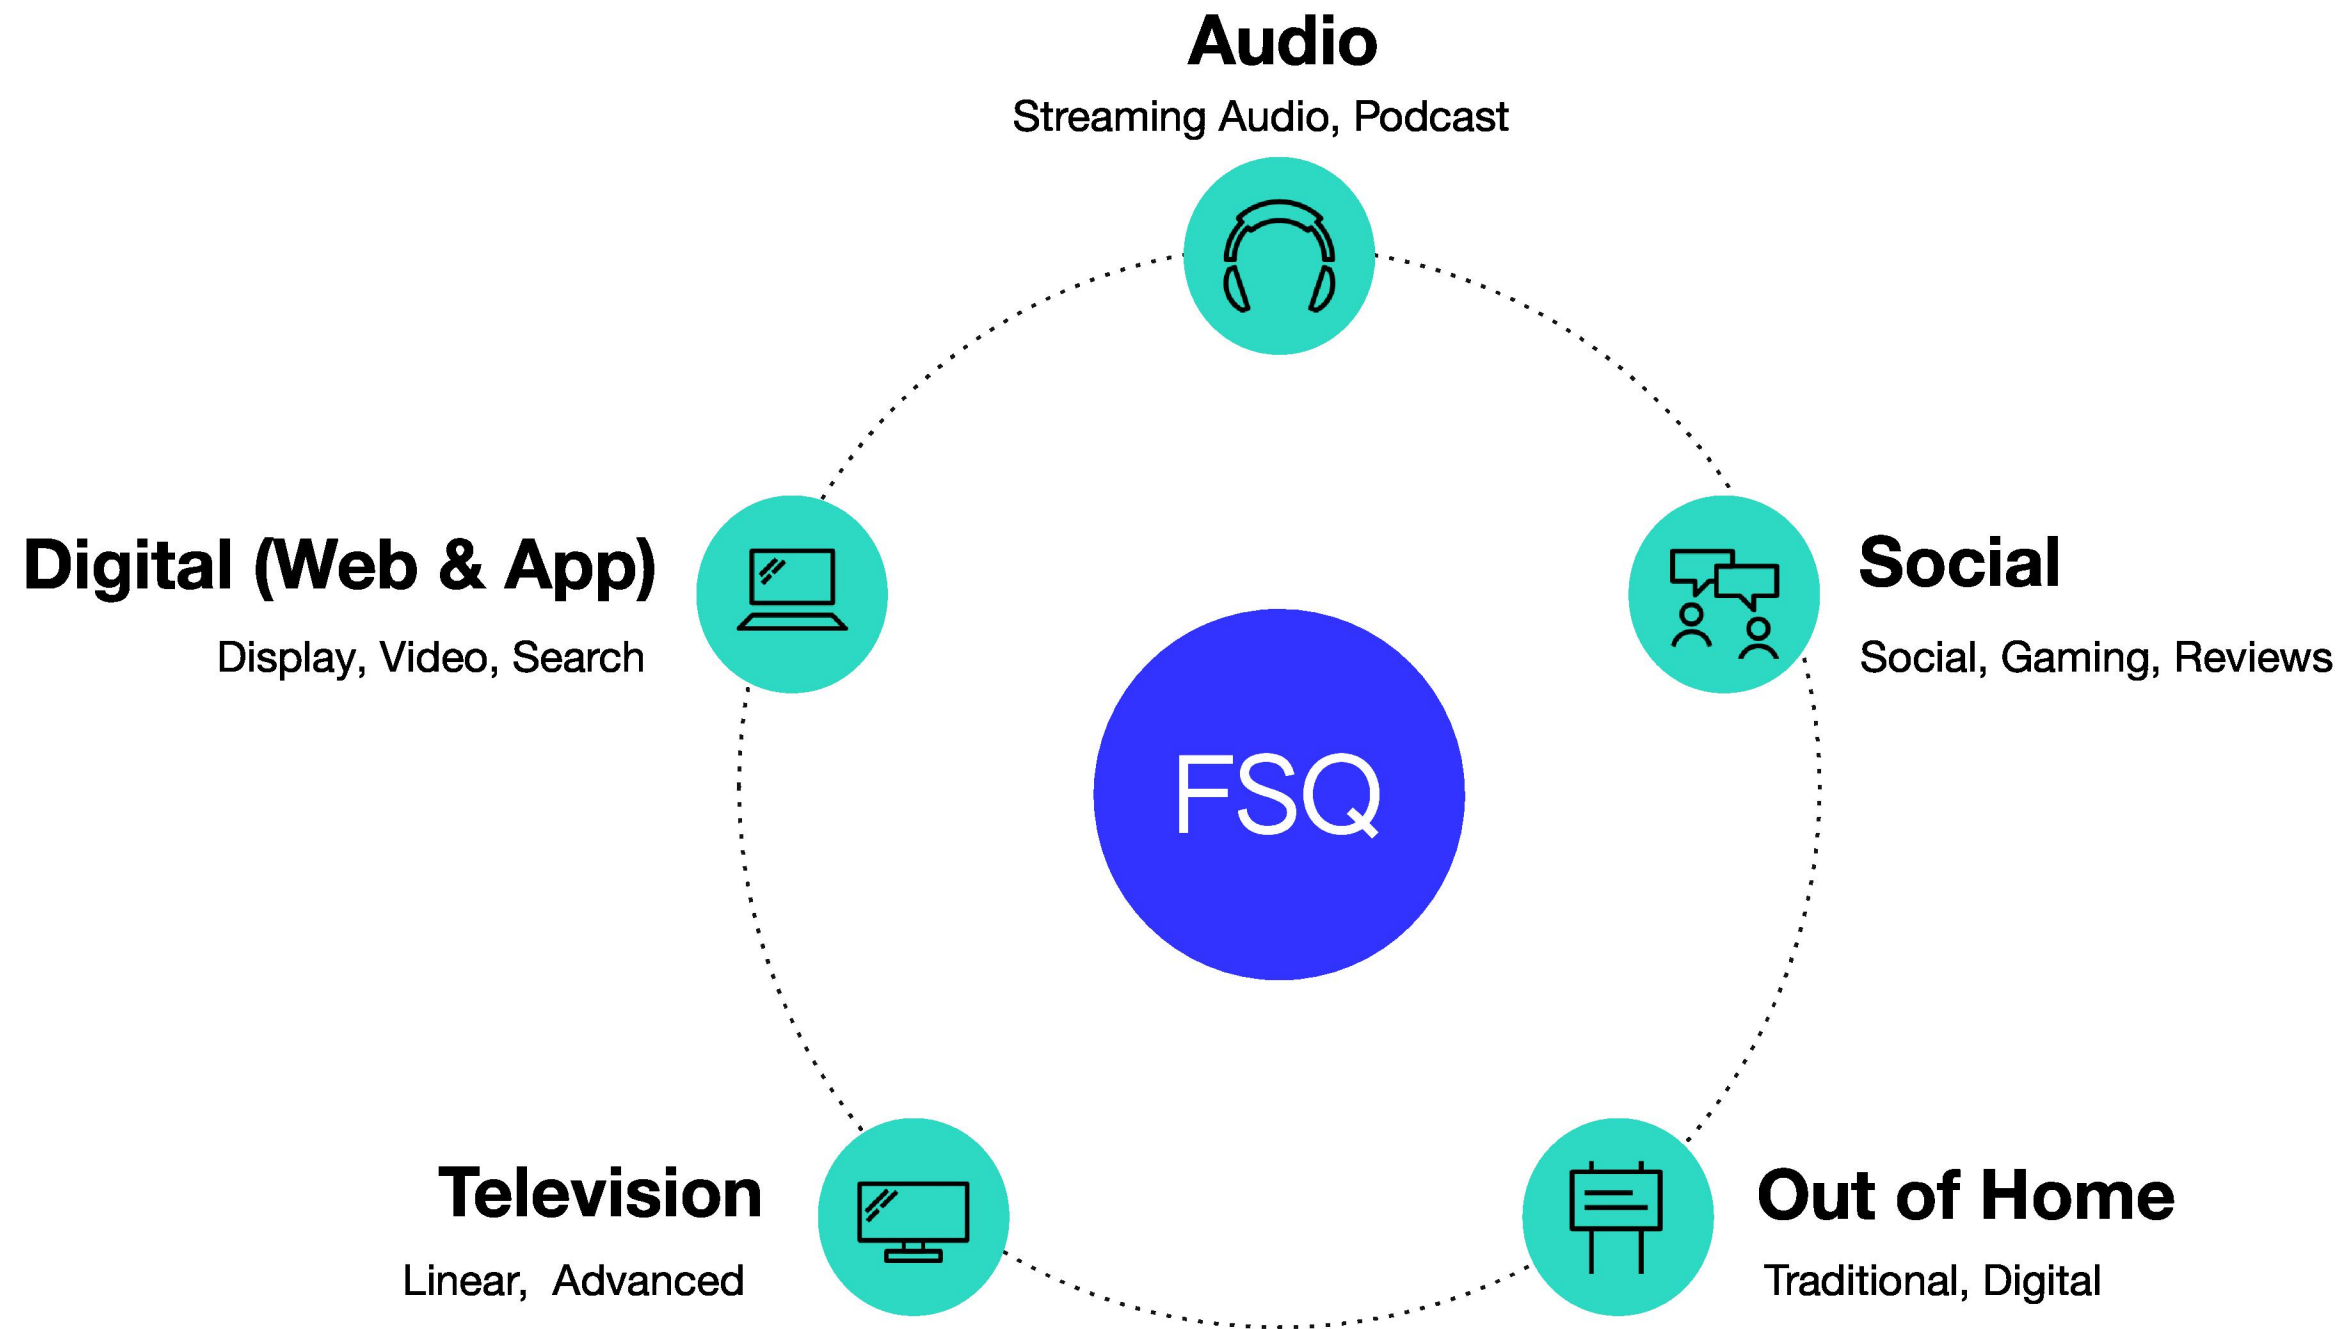 Audio
Streaming Audio, Podcast
Digital (Web & App)
Display, Video, Search
Social
Social, Gaming, Reviews
FSQ
Television
Linear, Advanced
Out of Home
Traditional, Digital